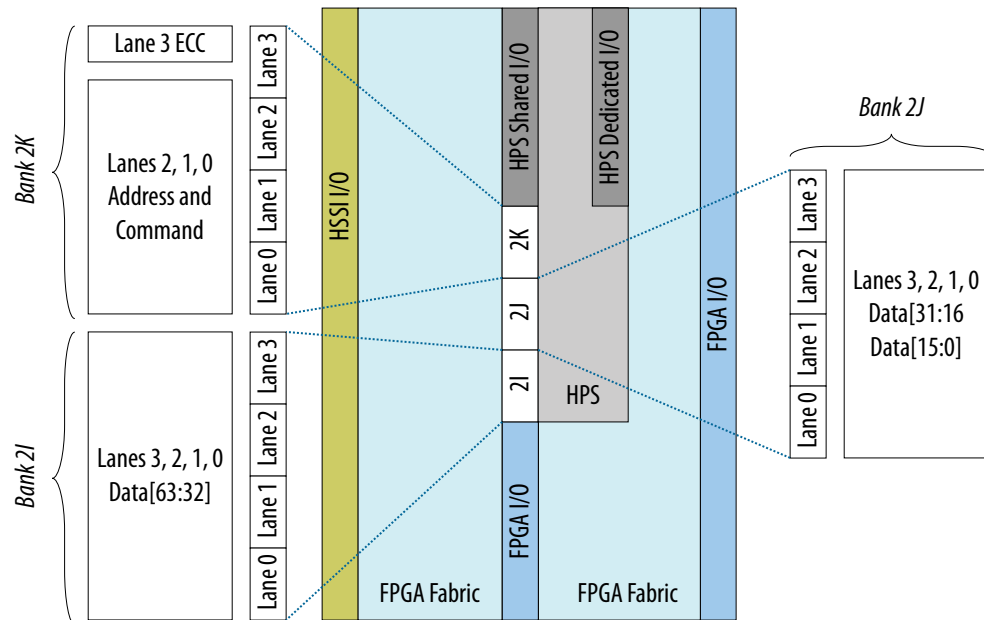 Bank 2K
Lane 3 ECC
Lanes 2, 1, 0
Address and
Command
Lane 3
Lane 2
Lane 1
Lane 0
Bank 2I
Lanes 3, 2, 1, 0
Data[63:32]
Lane 3
Lane 2
Lane 1
Lane 0
HSSI I/O
FPGA Fabric
HPS Shared I/O
2K
2J
2I
FPGA I/O
HPS Dedicated I/O
HPS
FPGA Fabric
FPGA I/O
Bank 2J
Lane 3
Lane 2
Lane 1
Lane 0
Lanes 3, 2, 1, 0
Data[31:16
Data[15:0]